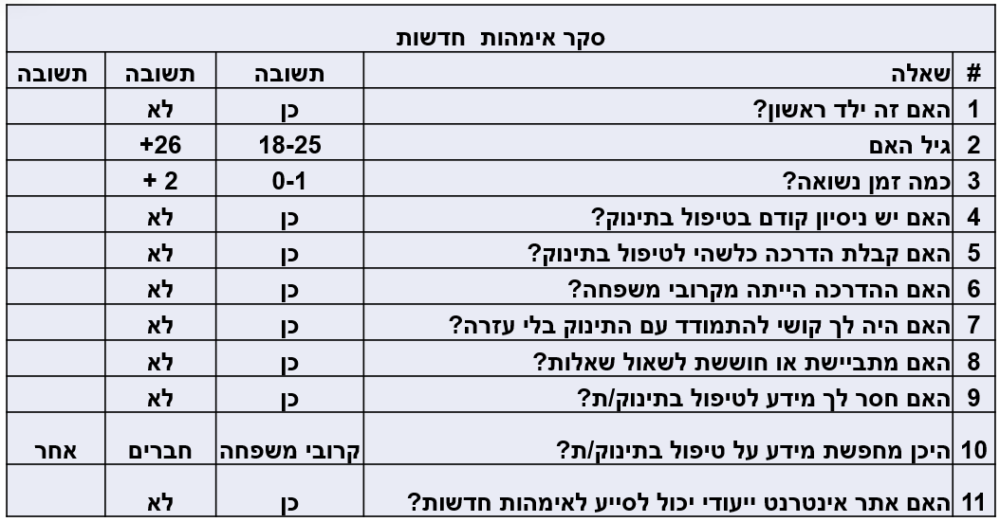 סקר אימהות חדשות
# שאלה תשובה תשובה תשובה
1 האם זה ילד ראשון? כן לא
2 גיל האם 18-25 26+
3 כמה זמן נשואה? 0-1 2 +
4 האם יש ניסיון קודם בטיפול בתינוק? כן לא
5 האם קבלת הדרכה כלשהי לטיפול בתינוק? כן לא
6 האם ההדרכה הייתה מקרובי משפחה? כן לא
7 האם היה לך קושי להתמודד עם התינוק בלי עזרה? כן לא
8 האם מתביישת או חוששת לשאול שאלות? כן לא
9 האם חסר לך מידע לטיפול בתינוק/ת? כן לא
10 היכן מחפשת מידע על טיפול בתינוק/ת? קרובי משפחה חברים אחר
11 האם אתר אינטרנט ייעודי יכול לסייע לאימהות חדשות? כן לא